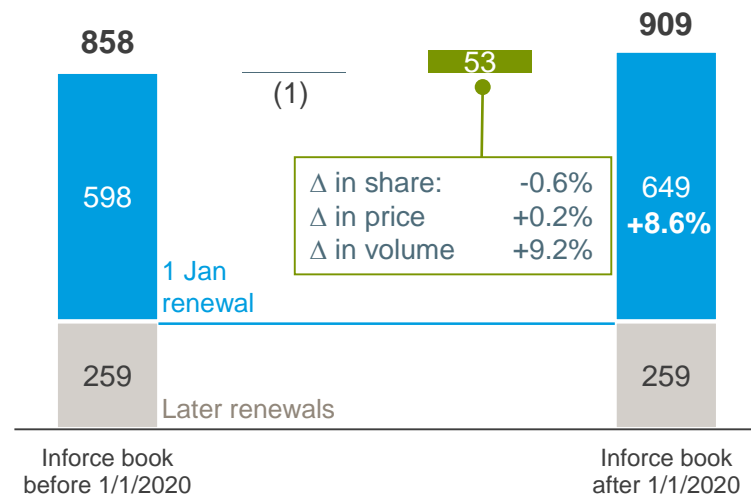 858
909
53
(1)
Δ in share: -0.6%
Δ in price +0.2%
Δ in volume +9.2%
598
649
+8.6%
1 Jan
renewal
259
259
Later renewals
Inforce book
before 1/1/2020
Inforce book
after 1/1/2020